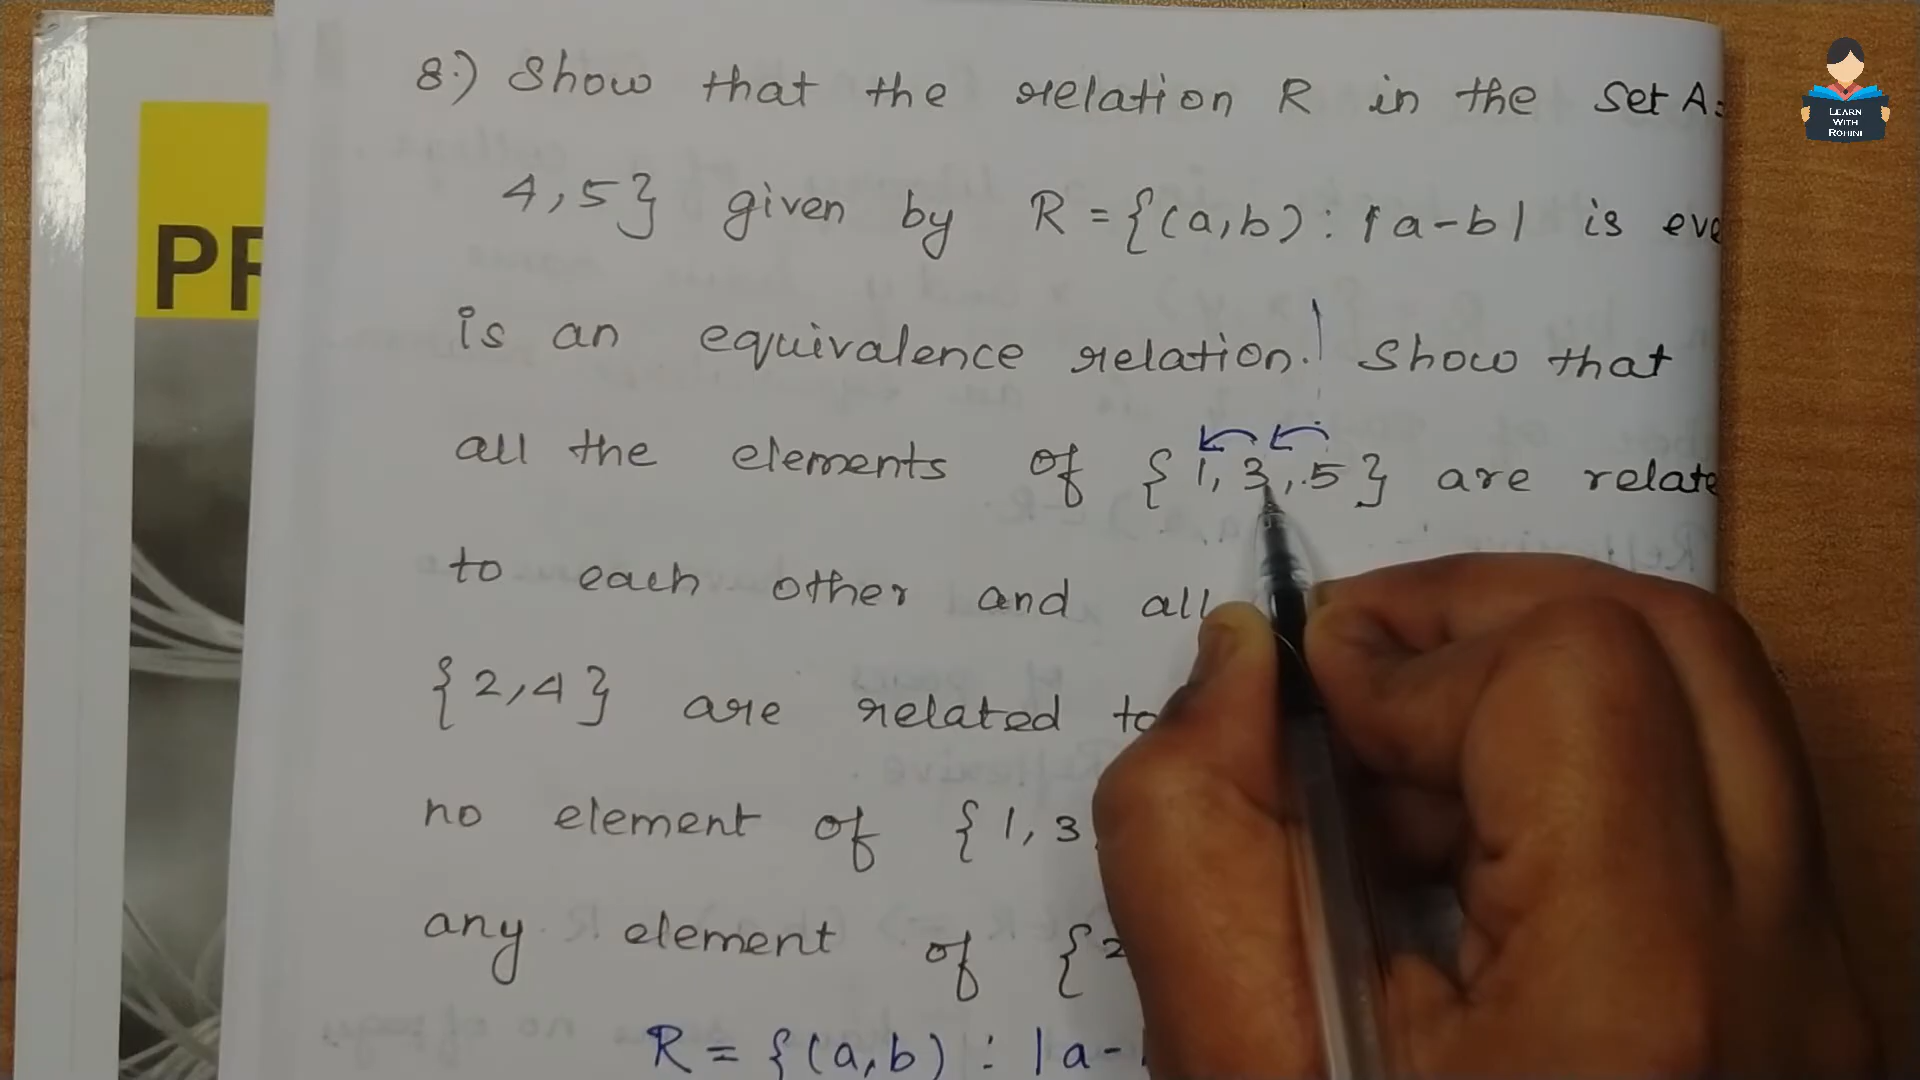 8.) Show that the relation R in the set A =
4,5} given by R = {(a,b) : |a-b| is eve
is an equivalence relation. Show that
all the elements of {1,3,5} are relate
to each other and all
{2,4} are related to
no element of {1,3,
any element of {2
R = {(a,b) : |a-
PR
LEARN
WITH
ROHINI